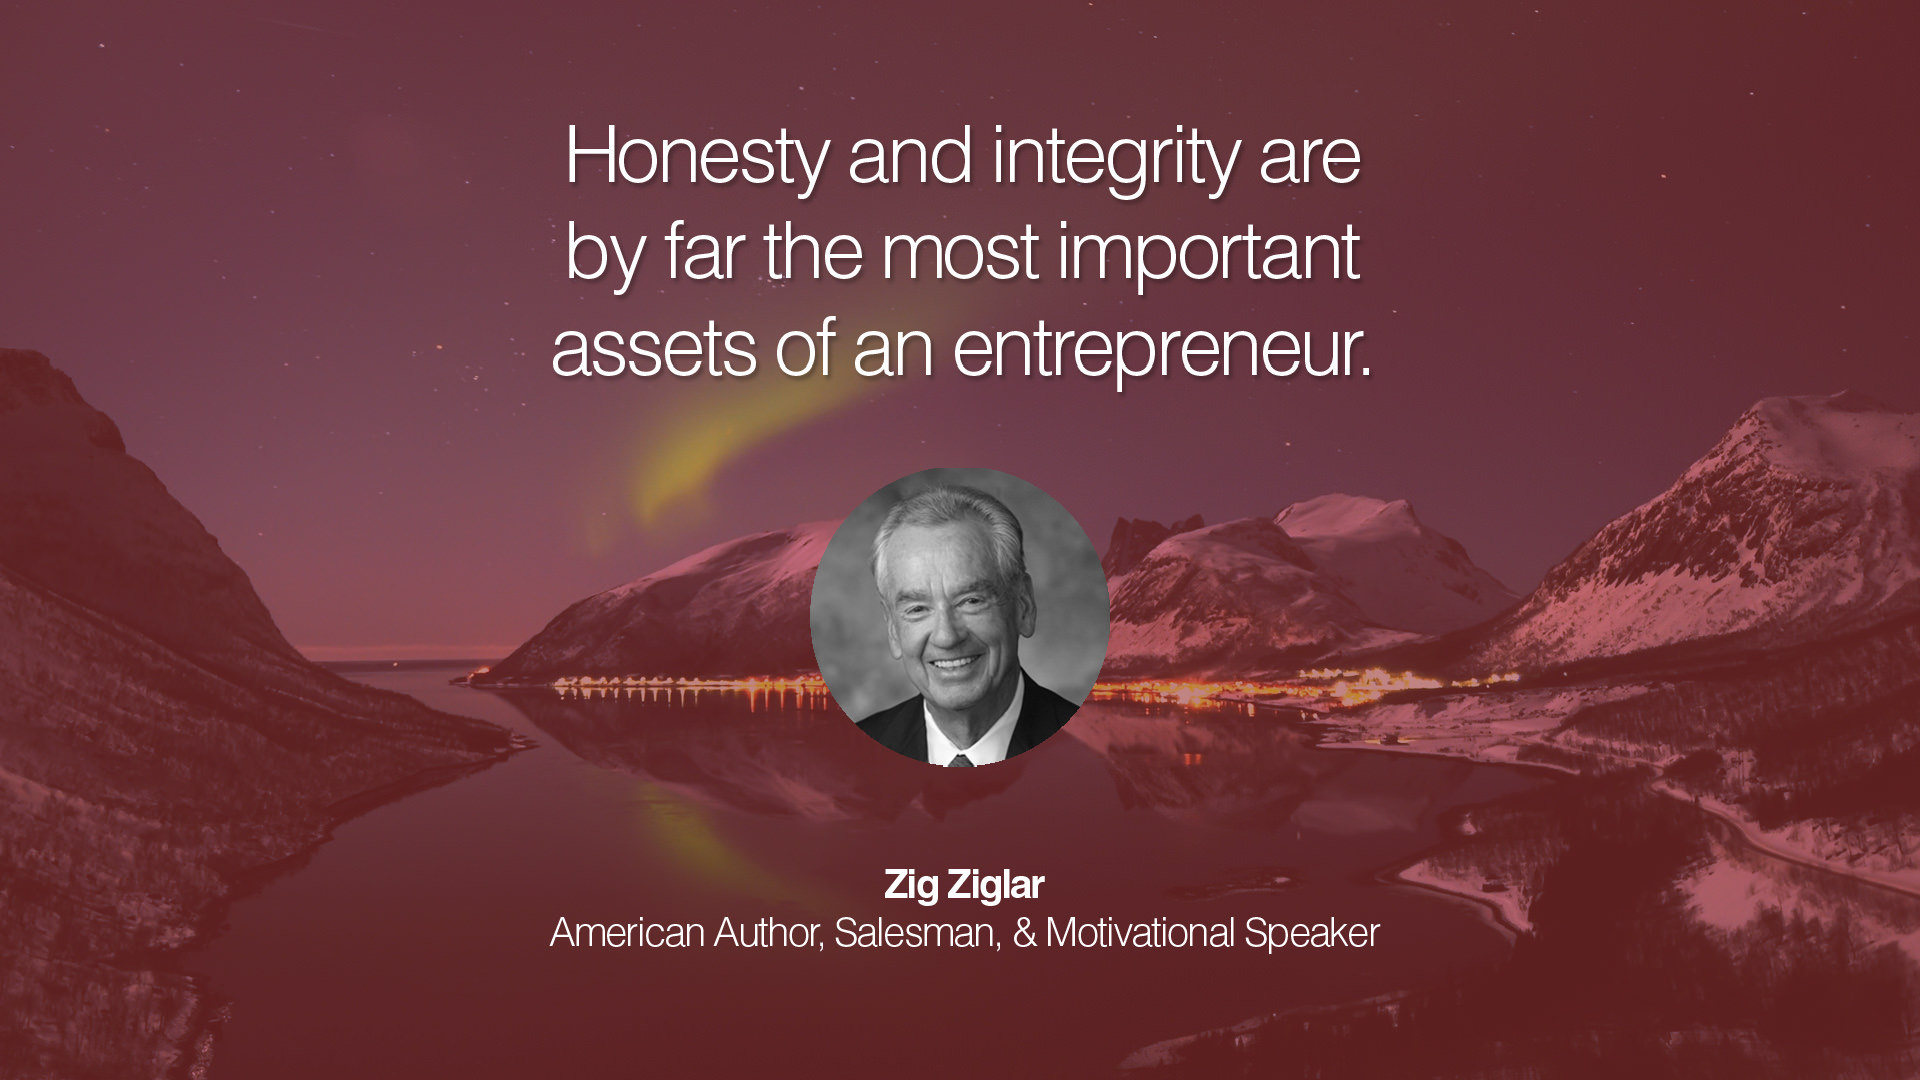 Honesty and integrity are
by far the most important
assets of an entrepreneur.
Zig Ziglar
American Author, Salesman, & Motivational Speaker